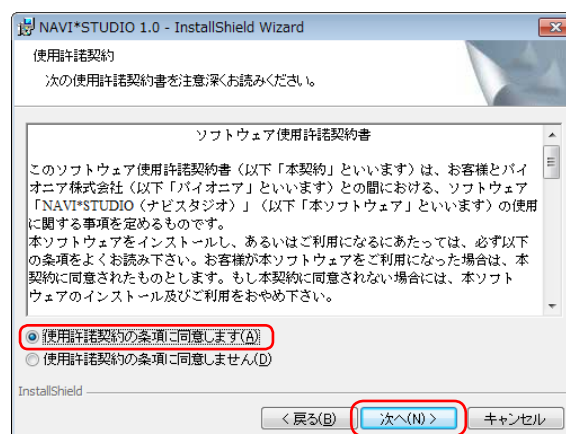 NAVI*STUDIO 1.0 - InstallShield Wizard
使用許諾契約
次の使用許諾契約書を注意深くお読みください。
ソフトウェア使用許諾契約書
このソフトウェア使用許諾契約書（以下「本契約」といいます）は、お客様とパイ
オニア株式会社（以下「パイオニア」といいます）との間における、ソフトウェア
「NAVI*STUDIO（ナビスタジオ）」（以下「本ソフトウェア」といいます）の使用
に関する事項を定めるものです。
本ソフトウェアをインストールし、あるいはご利用になるにあたっては、必ず以下
の条項をよくお読み下さい。お客様が本ソフトウェアをご利用になった場合は、本
契約に同意されたものとします。もし本契約に同意されない場合には、本ソフト
ウェアのインストール及びご利用をおやめ下さい。
使用許諾契約の条項に同意します(A)
使用許諾契約の条項に同意しません(D)
InstallShield
< 戻る(B) 次へ(N) > キャンセル